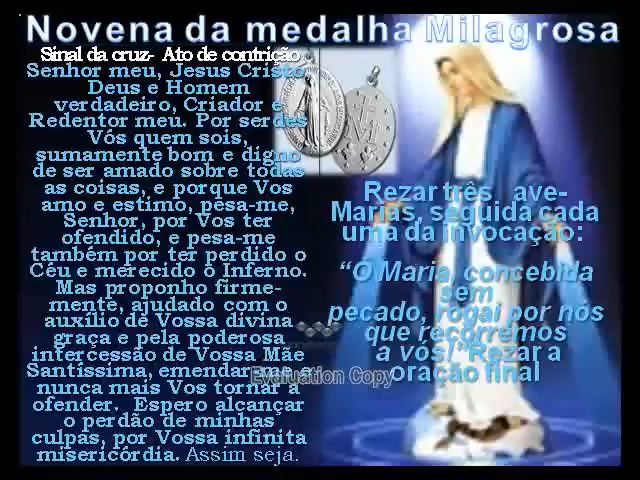 Novena da medalha Milagrosa
Sinal da cruz- Ato de contrição
Senhor meu, Jesus Cristo,
Deus e Homem
verdadeiro, Criador e
Redentor meu. Por serdes
Vós quem sois,
sumamente bom e digno
de ser amado sobre todas
as coisas, e porque Vos
amo e estimo, pesa-me,
Senhor, por Vos ter
ofendido, e pesa-me
também por ter perdido o
Céu e merecido o Inferno.
Mas proponho firme-
mente, ajudado com o
auxílio de Vossa divina
graça e pela poderosa
intercessão de Vossa Mãe
Santíssima, emendar-me e
nunca mais Vos tornar a
ofender. Espero alcançar
o perdão de minhas
culpas, por Vossa infinita
misericórdia. Assim seja.
Rezar três ave-
Marias, seguida cada
uma da invocação:
“O Maria, concebida
sem
pecado, rogai por nós
que recorremos
a vós!”Rezar a
oração final
Evaluation Copy